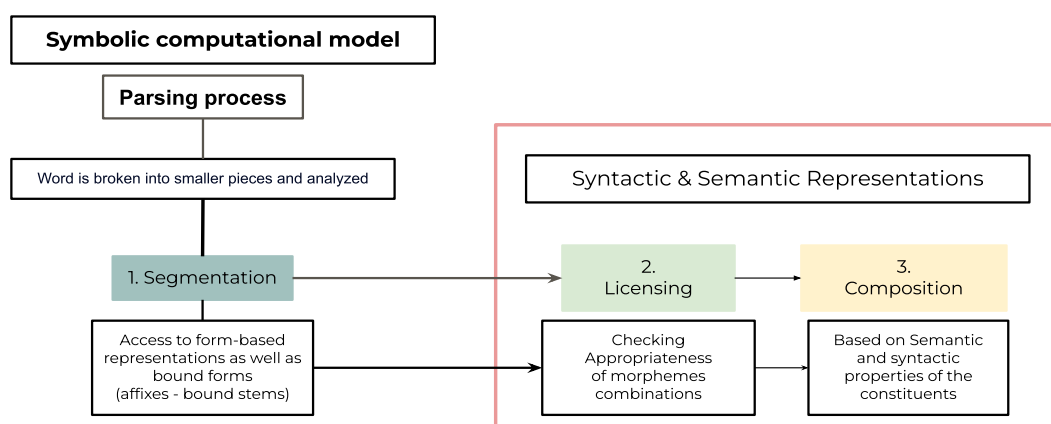 Symbolic computational model
Parsing process
Word is broken into smaller pieces and analyzed
Syntactic & Semantic Representations
1. Segmentation
2.
Licensing
3.
Composition
Access to form-based
representations as well as
bound forms
(affixes - bound stems)
Checking
Appropriateness
of morphemes
combinations
Based on Semantic
and syntactic
properties of the
constituents